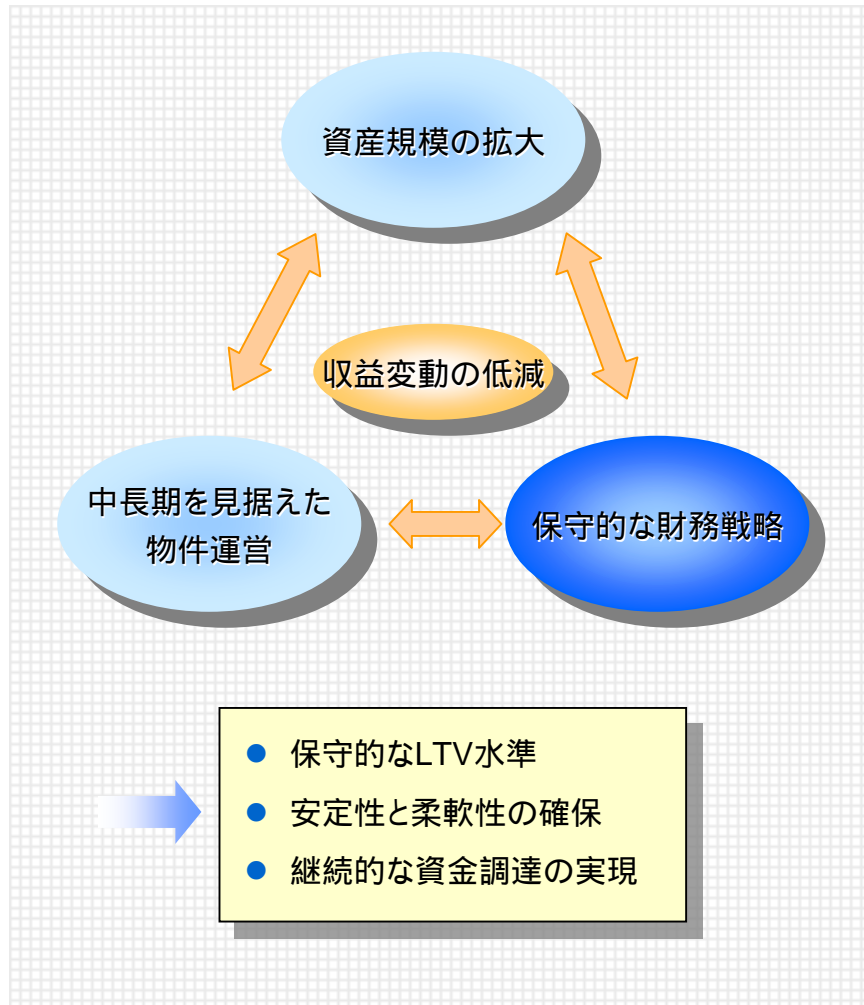 資産規模の拡大
収益変動の低減
中長期を見据えた
物件運営
保守的な財務戦略
● 保守的なLTV水準
● 安定性と柔軟性の確保
● 継続的な資金調達の実現